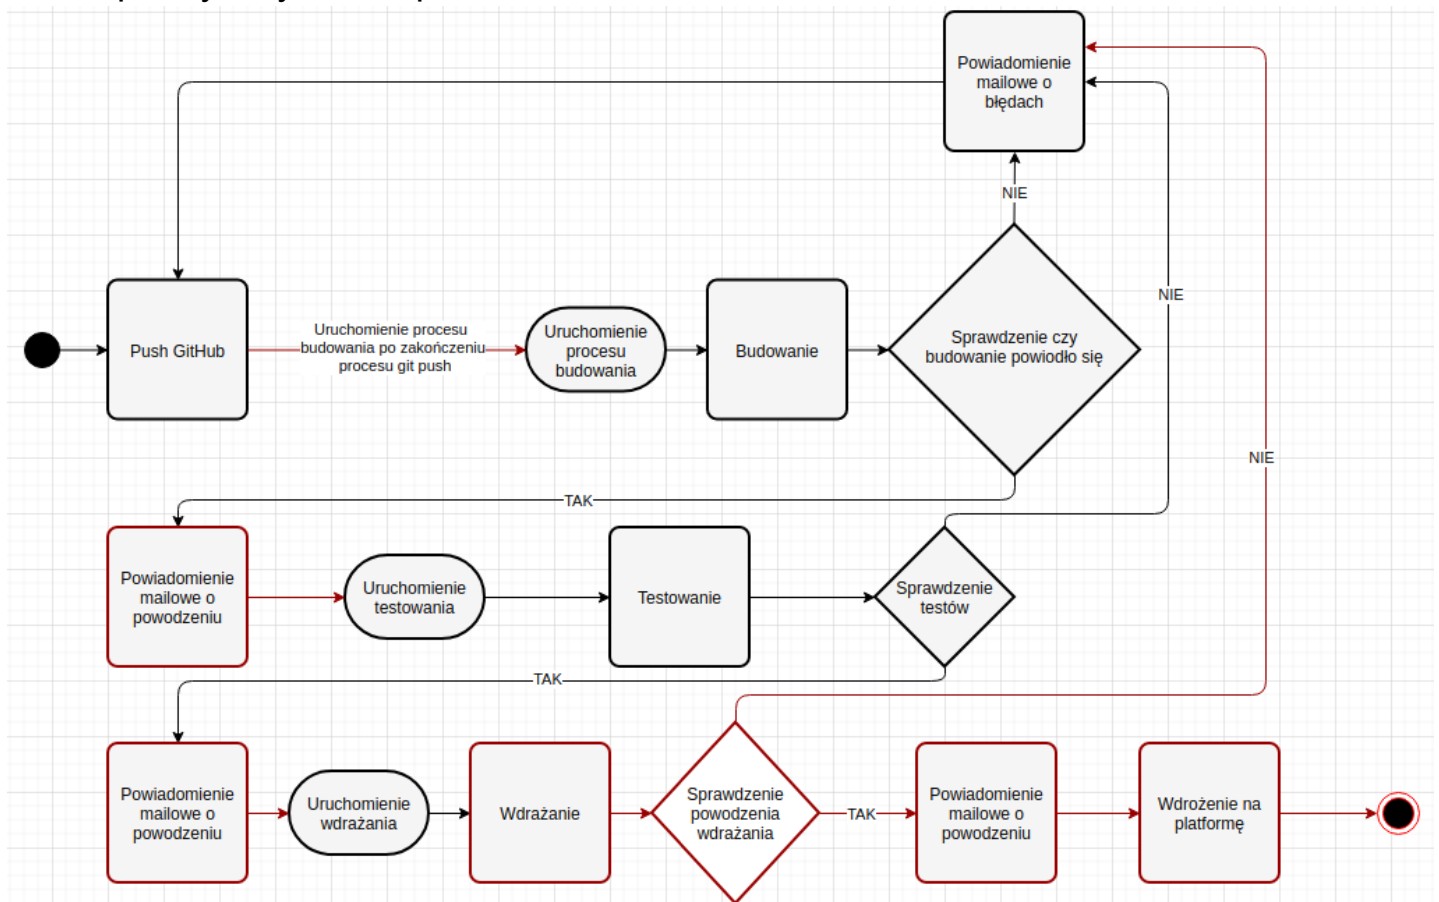 Powiadomienie
mailowe o
błędach
NIE
NIE
Push GitHub
Uruchomienie procesu
budowania po zakończeniu
procesu git push
Uruchomienie
procesu
budowania
Budowanie
Sprawdzenie czy
budowanie powiodło się
NIE
TAK
Powiadomienie
mailowe o
powodzeniu
Uruchomienie
testowania
Testowanie
Sprawdzenie
testów
TAK
Powiadomienie
mailowe o
powodzeniu
Uruchomienie
wdrażania
Wdrażanie
Sprawdzenie
powodzenia
wdrażania
TAK
Powiadomienie
mailowe o
powodzeniu
Wdrożenie na
platformę